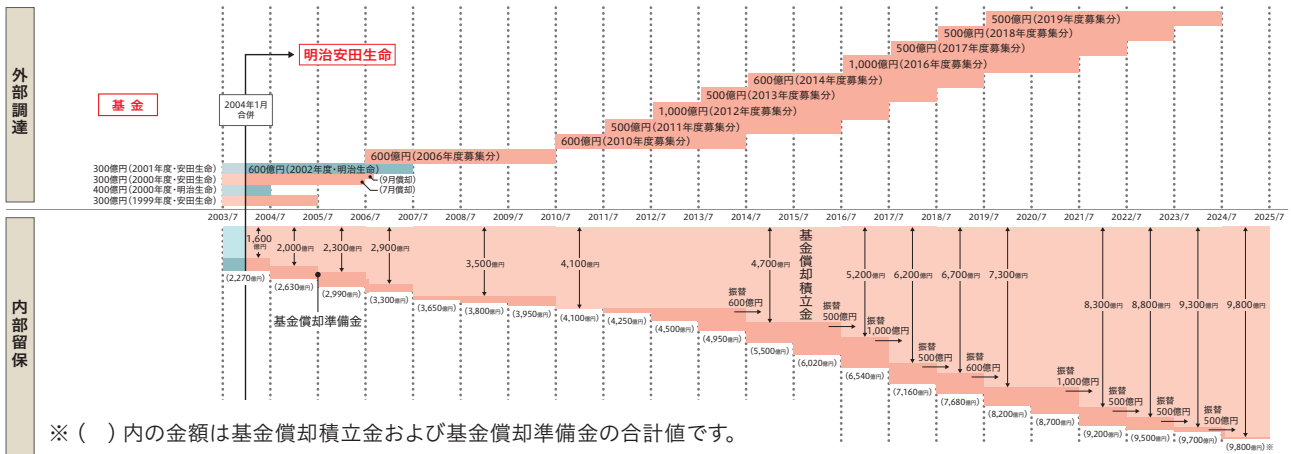 外部調達
500億円(2019年度募集分)
500億円(2018年度募集分)
500億円(2017年度募集分)
1,000億円(2016年度募集分)
600億円(2014年度募集分)
500億円(2013年度募集分)
1,000億円(2012年度募集分)
500億円(2011年度募集分)
600億円(2010年度募集分)
600億円(2006年度募集分)
明治安田生命
基金
2004年1月
合併
300億円(2001年度・安田生命)
600億円(2002年度・明治生命)
300億円(2000年度・安田生命)
(9月償却)
400億円(2000年度・明治生命)
(7月償却)
300億円(1999年度・安田生命)
2003/7 2004/7 2005/7 2006/7 2007/7 2008/7 2009/7 2010/7 2011/7 2012/7 2013/7 2014/7 2015/7 2016/7 2017/7 2018/7 2019/7 2020/7 2021/7 2022/7 2023/7 2024/7 2025/7
内部留保
1,600
億円
2,000億円
2,300億円
2,900億円
3,500億円
4,100億円
4,700億円
5,200億円
6,200億円
6,700億円
7,300億円
8,300億円
8,800億円
9,300億円
9,800億円
基金償却積立金
基金償却準備金
振替
600億円
振替
500億円
振替
1,000億円
振替
500億円
振替
600億円
振替
1,000億円
振替
500億円
振替
500億円
振替
500億円
(2,270億円)
(2,630億円)
(2,990億円)
(3,300億円)
(3,650億円)
(3,800億円)
(3,950億円)
(4,100億円)
(4,250億円)
(4,500億円)
(4,950億円)
(5,500億円)
(6,020億円)
(6,540億円)
(7,160億円)
(7,680億円)
(8,200億円)
(8,700億円)
(9,200億円)
(9,500億円)
(9,700億円)
(9,800億円)※
※( )内の金額は基金償却積立金および基金償却準備金の合計値です。